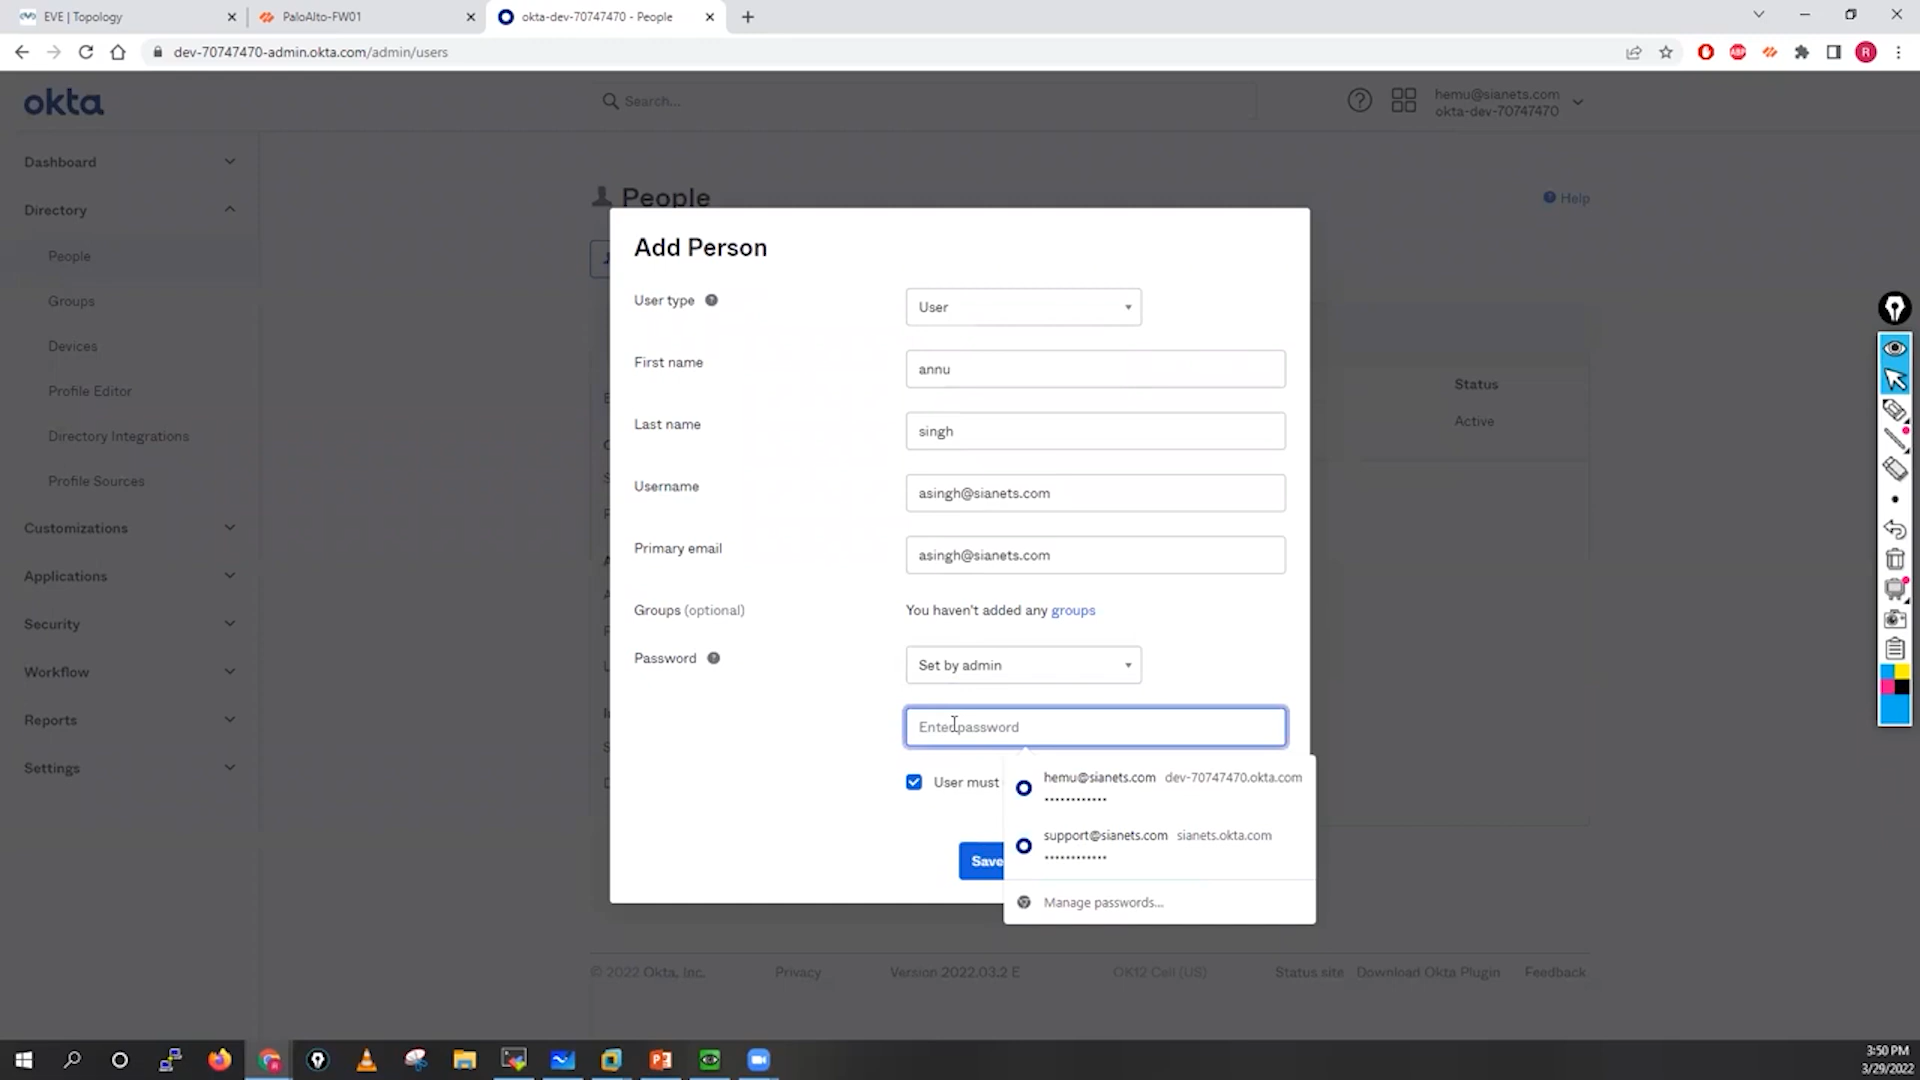 EVE | Topology
PaloAlto-FW01
okta-dev-70747470 - People
dev-70747470-admin.okta.com/admin/users
R
okta
Search...
hemu@sianets.com
okta-dev-70747470
Dashboard
Directory
People
Groups
Devices
Profile Editor
Directory Integrations
Profile Sources
Customizations
Applications
Security
Workflow
Reports
Settings
People
Help
Status
Active
Add Person
User type
User
First name
annu
Last name
singh
Username
asingh@sianets.com
Primary email
asingh@sianets.com
Groups (optional)
You haven't added any groups
Password
Set by admin
Enter password
User must
hemu@sianets.com dev-70747470.okta.com
............
support@sianets.com sianets.okta.com
............
Manage passwords...
Save
© 2022 Okta, Inc.
Privacy
Version 2022.03.2 E
OK12 Cell (US)
Status site
Download Okta Plugin
Feedback
3:50 PM
3/29/2022